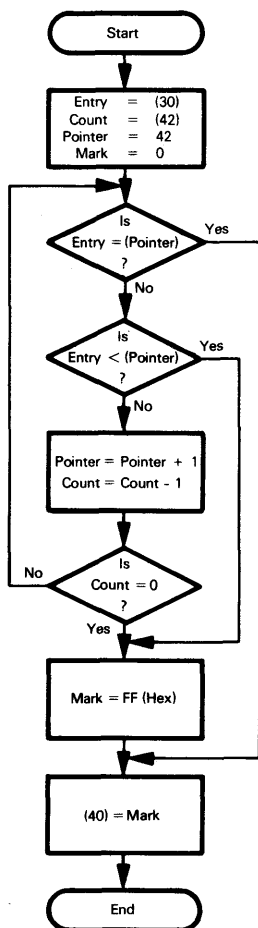 Start
Entry = (30)
Count = (42)
Pointer = 42
Mark = 0
Is
Entry = (Pointer)
?
Yes
No
Is
Entry < (Pointer)
?
Yes
No
Pointer = Pointer + 1
Count = Count - 1
Is
Count = 0
?
No
Yes
Mark = FF (Hex)
(40) = Mark
End